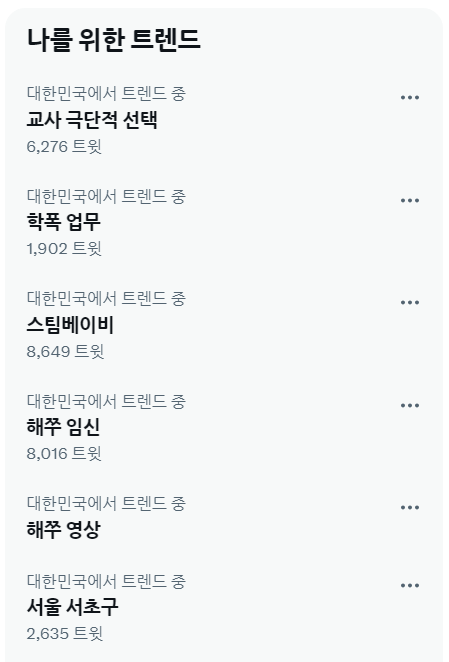 나를 위한 트렌드
대한민국에서 트렌드 중
교사 극단적 선택
6,276 트윗
대한민국에서 트렌드 중
학폭 업무
1,902 트윗
대한민국에서 트렌드 중
스팀베이비
8,649 트윗
대한민국에서 트렌드 중
해쭈 임신
8,016 트윗
대한민국에서 트렌드 중
해쭈 영상
대한민국에서 트렌드 중
서울 서초구
2,635 트윗